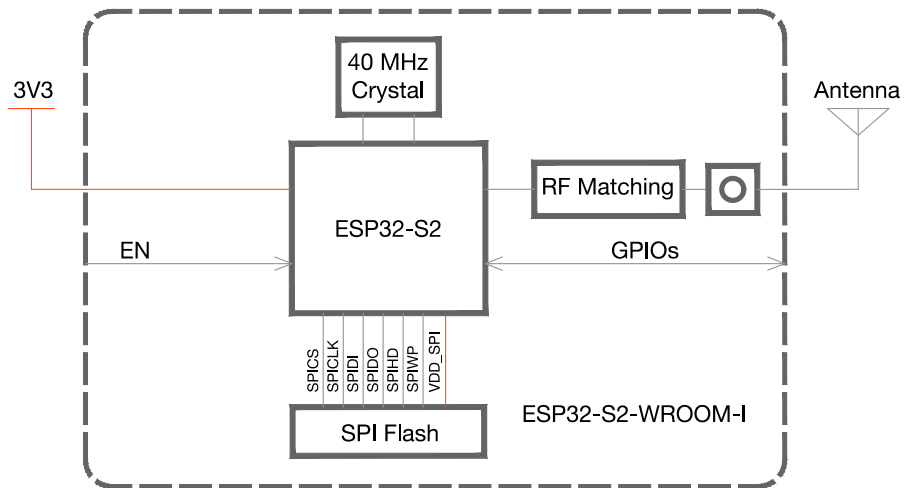 40 MHz
Crystal
3V3
Antenna
RF Matching
ESP32-S2
EN
GPIOs
SPICS
SPICLK
SPIDI
SPIDO
SPIHD
SPIWP
VDD_SPI
ESP32-S2-WROOM-I
SPI Flash